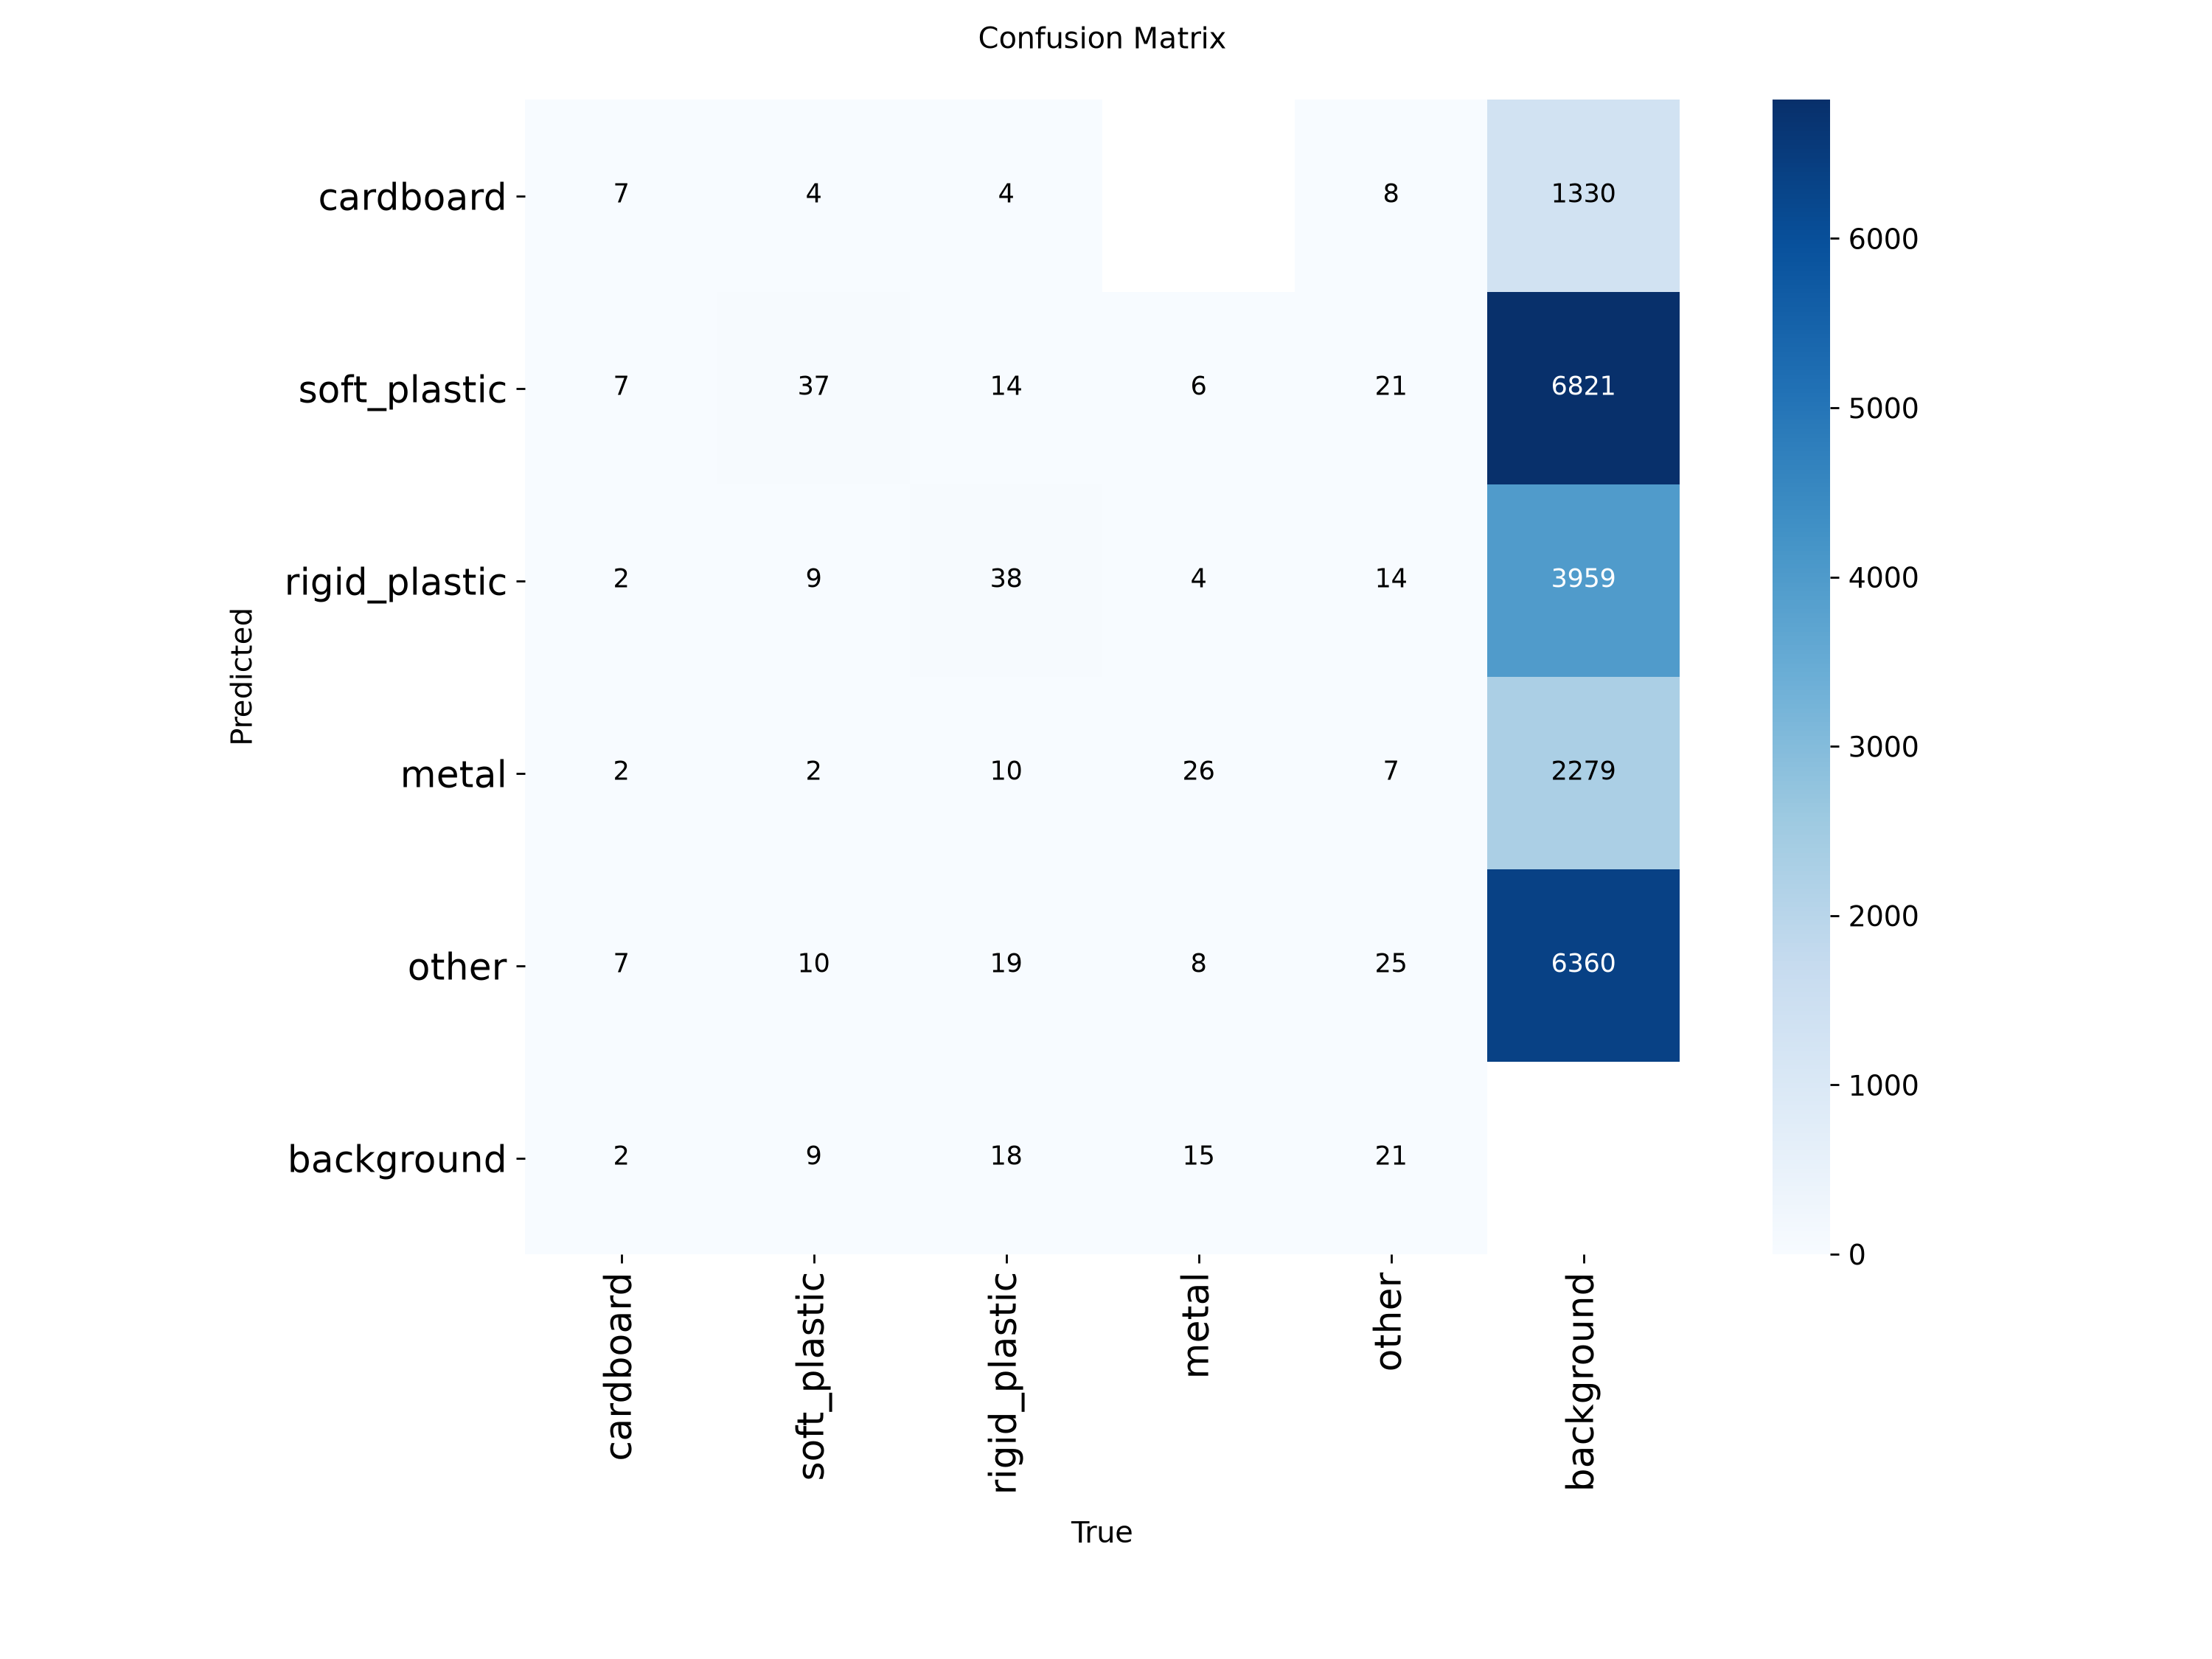 Confusion Matrix
cardboard 7 4 4 8 1330
soft_plastic 7 37 14 6 21 6821
rigid_plastic 2 9 38 4 14 3959
metal 2 2 10 26 7 2279
other 7 10 19 8 25 6360
background 2 9 18 15 21
Predicted
cardboard
soft_plastic
rigid_plastic
metal
other
background
True
6000
5000
4000
3000
2000
1000
0